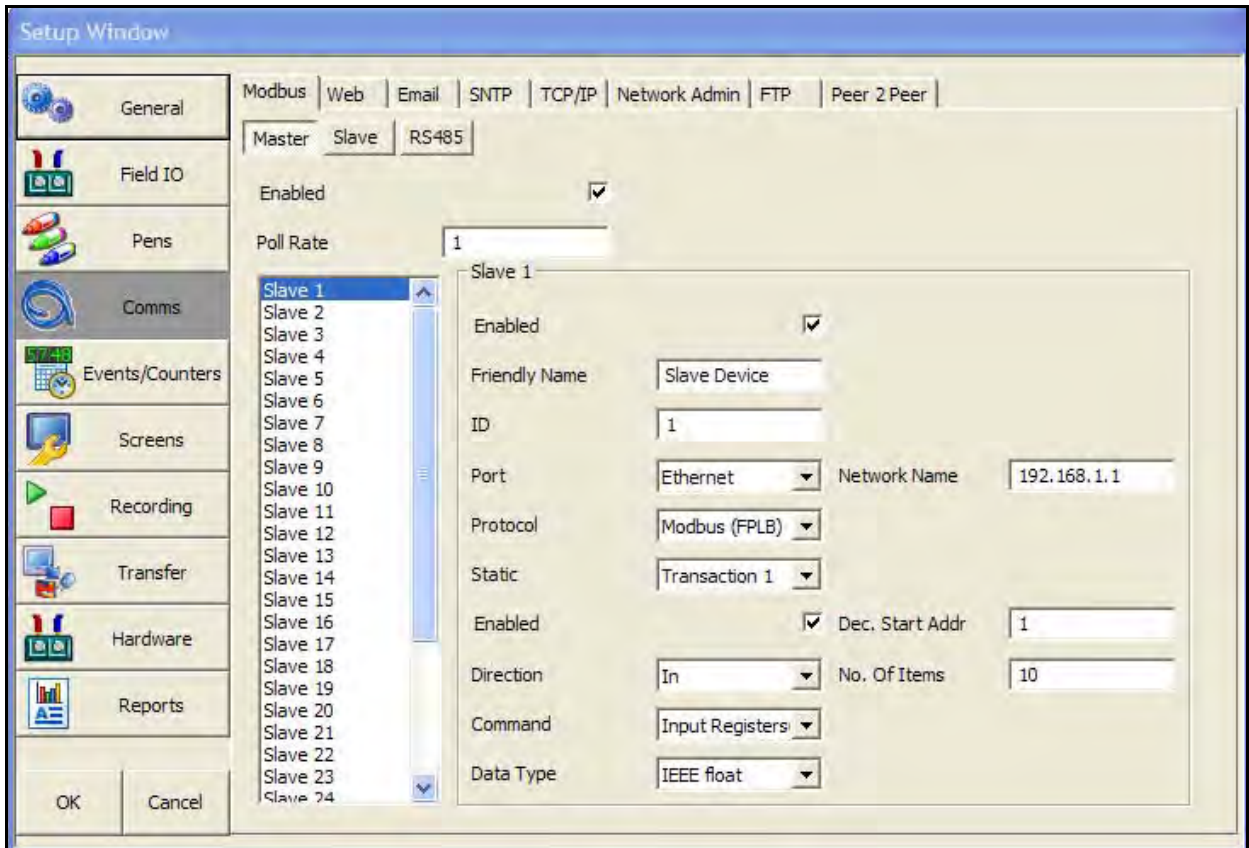 Setup Window
General
Field IO
Pens
Comms
Events/Counters
Screens
Recording
Transfer
Hardware
Reports
OK Cancel
Modbus Web Email SNTP TCP/IP Network Admin FTP Peer 2 Peer
Master Slave RS485
Enabled
Poll Rate 1
Slave 1
Slave 2
Slave 3
Slave 4
Slave 5
Slave 6
Slave 7
Slave 8
Slave 9
Slave 10
Slave 11
Slave 12
Slave 13
Slave 14
Slave 15
Slave 16
Slave 17
Slave 18
Slave 19
Slave 20
Slave 21
Slave 22
Slave 23
Slave 24
Slave 1
Enabled
Friendly Name Slave Device
ID 1
Port Ethernet Network Name 192.168.1.1
Protocol Modbus (FPLB)
Static Transaction 1
Enabled Dec. Start Addr 1
Direction In No. Of Items 10
Command Input Registers
Data Type IEEE float